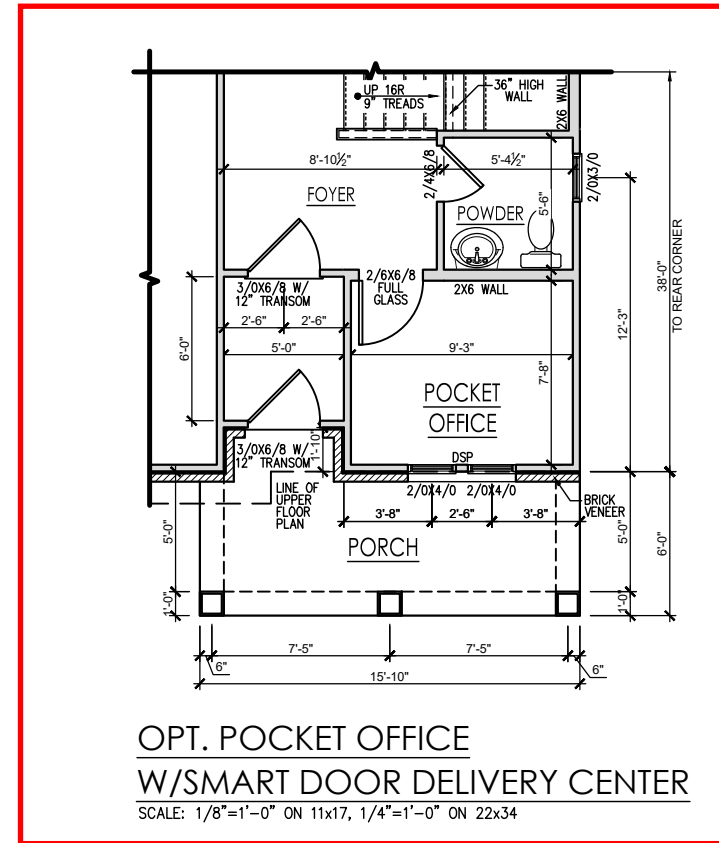 UP 16R
9" TREADS
36" HIGH
WALL
2X6 WALL
8'-10½"
2/4X6/8
5'-4½"
2/0X3/0
FOYER
POWDER
5'-6"
38'-0"
TO REAR CORNER
12'-3"
3/0X6/8 W/
12" TRANSOM
2/6X6/8
FULL
GLASS
2X6 WALL
2'-6"
2'-6"
5'-0"
9'-3"
6'-0"
7'-8"
POCKET
OFFICE
3/0X6/8 W/
12" TRANSOM
1'-10"
DSP
2/0X4/0
2/0X4/0
LINE OF
UPPER
FLOOR
PLAN
BRICK
VENEER
3'-8"
2'-6"
3'-8"
5'-0"
PORCH
5'-0"
6'-0"
1'-0"
1'-0"
7'-5"
7'-5"
6"
6"
15'-10"
OPT. POCKET OFFICE
W/SMART DOOR DELIVERY CENTER
SCALE: 1/8"=1'-0" ON 11x17, 1/4"=1'-0" ON 22x34